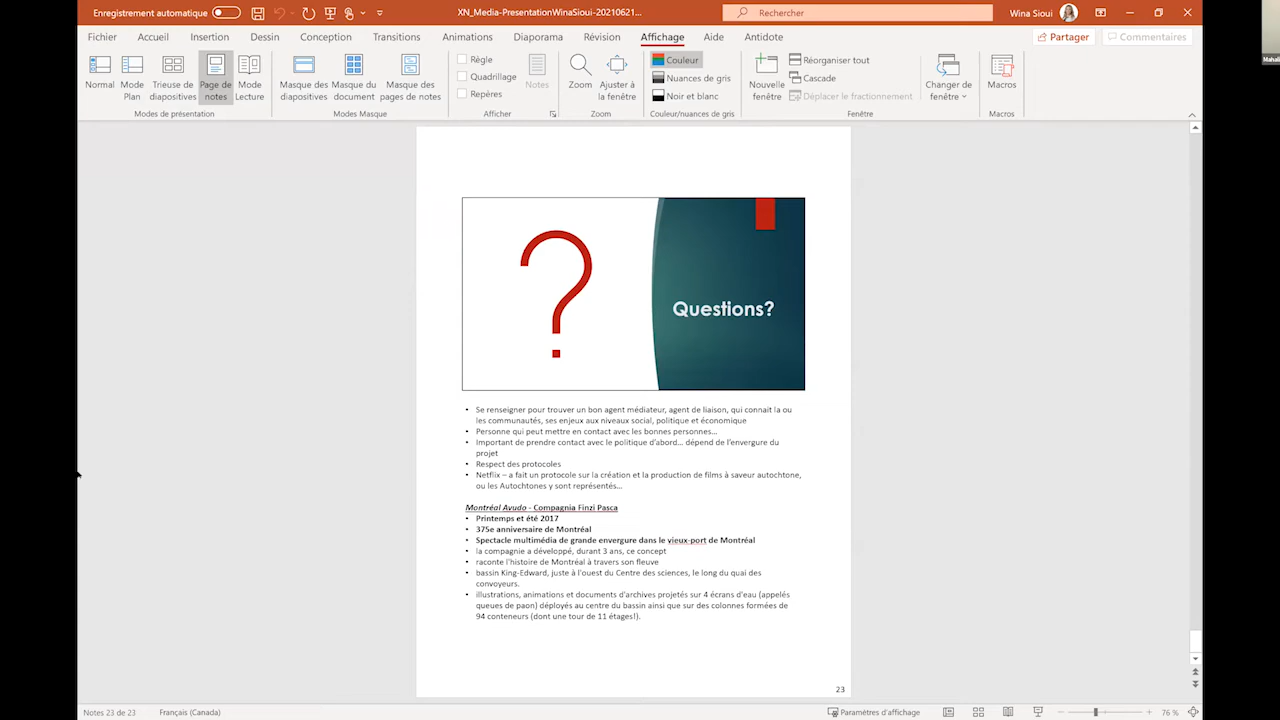 Enregistrement automatique
XN_Media-PresentationWinaSioui-20210621...
Rechercher
Wina Sioui
Fichier Accueil Insertion Dessin Conception Transitions Animations Diaporama Révision Affichage Aide Antidote
Partager Commentaires
Normal
Mode Plan
Trieuse de diapositives
Page de notes
Mode Lecture
Modes de présentation
Masque des diapositives
Masque du document
Masque des pages de notes
Modes Masque
Règle
Quadrillage
Repères
Notes
Afficher
Zoom
Ajuster à la fenêtre
Zoom
Couleur
Nuances de gris
Noir et blanc
Couleur/nuances de gris
Nouvelle fenêtre
Réorganiser tout
Cascade
Déplacer le fractionnement
Changer de fenêtre
Fenêtre
Macros
Macros
?
Questions?
• Se renseigner pour trouver un bon agent médiateur, agent de liaison, qui connait la ou
les communautés, ses enjeux aux niveaux social, politique et économique
• Personne qui peut mettre en contact avec les bonnes personnes...
• Important de prendre contact avec le politique d'abord... dépend de l'envergure du
projet
• Respect des protocoles
• Netflix – a fait un protocole sur la création et la production de films à saveur autochtone,
ou les Autochtones y sont représentés...
Montréal Avudo - Compagnia Finzi Pasca
• Printemps et été 2017
• 375e anniversaire de Montréal
• Spectacle multimédia de grande envergure dans le vieux-port de Montréal
• la compagnie a développé, durant 3 ans, ce concept
• raconte l'histoire de Montréal à travers son fleuve
• bassin King-Edward, juste à l'ouest du Centre des sciences, le long du quai des
convoyeurs.
• illustrations, animations et documents d'archives projetés sur 4 écrans d'eau (appelés
queues de paon) déployés au centre du bassin ainsi que sur des colonnes formées de
94 conteneurs (dont une tour de 11 étages!).
23
Notes 23 de 23
Français (Canada)
Paramètres d'affichage
76 %